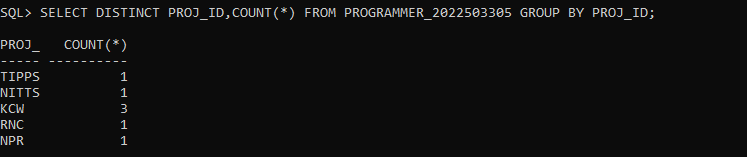 SQL> SELECT DISTINCT PROJ_ID,COUNT(*) FROM PROGRAMMER_2022503305 GROUP BY PROJ_ID;
PROJ_   COUNT(*)
----- ----------
TIPPS          1
NITTS          1
KCW            3
RNC            1
NPR            1